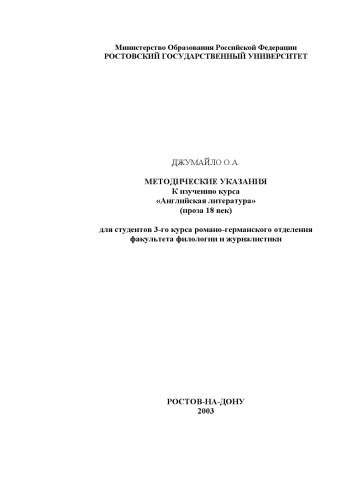 Министерство Образования Российской Федерации
РОСТОВСКИЙ ГОСУДАРСТВЕННЫЙ УНИВЕРСИТЕТ
ДЖУМАЙЛО О.А.
МЕТОДИЧЕСКИЕ УКАЗАНИЯ
К изучению курса
«Английская литература»
(проза 18 век)
для студентов 3-го курса романо-германского отделения
факультета филологии и журналистики
РОСТОВ-НА-ДОНУ
2003